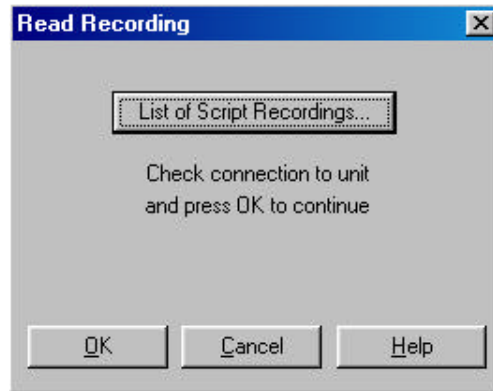 Read Recording
List of Script Recordings...
Check connection to unit
and press OK to continue
OK Cancel Help